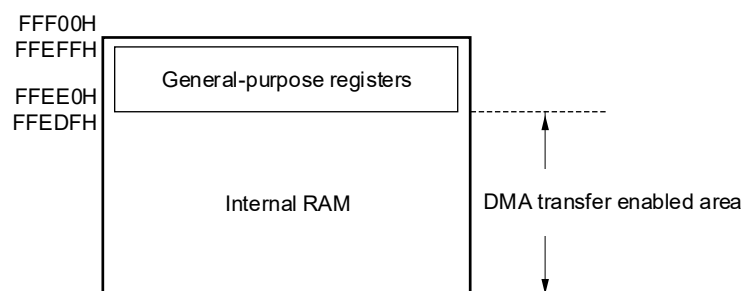 FFF00H
FFEFFH
General-purpose registers
FFEE0H
FFEDFH
Internal RAM
DMA transfer enabled area